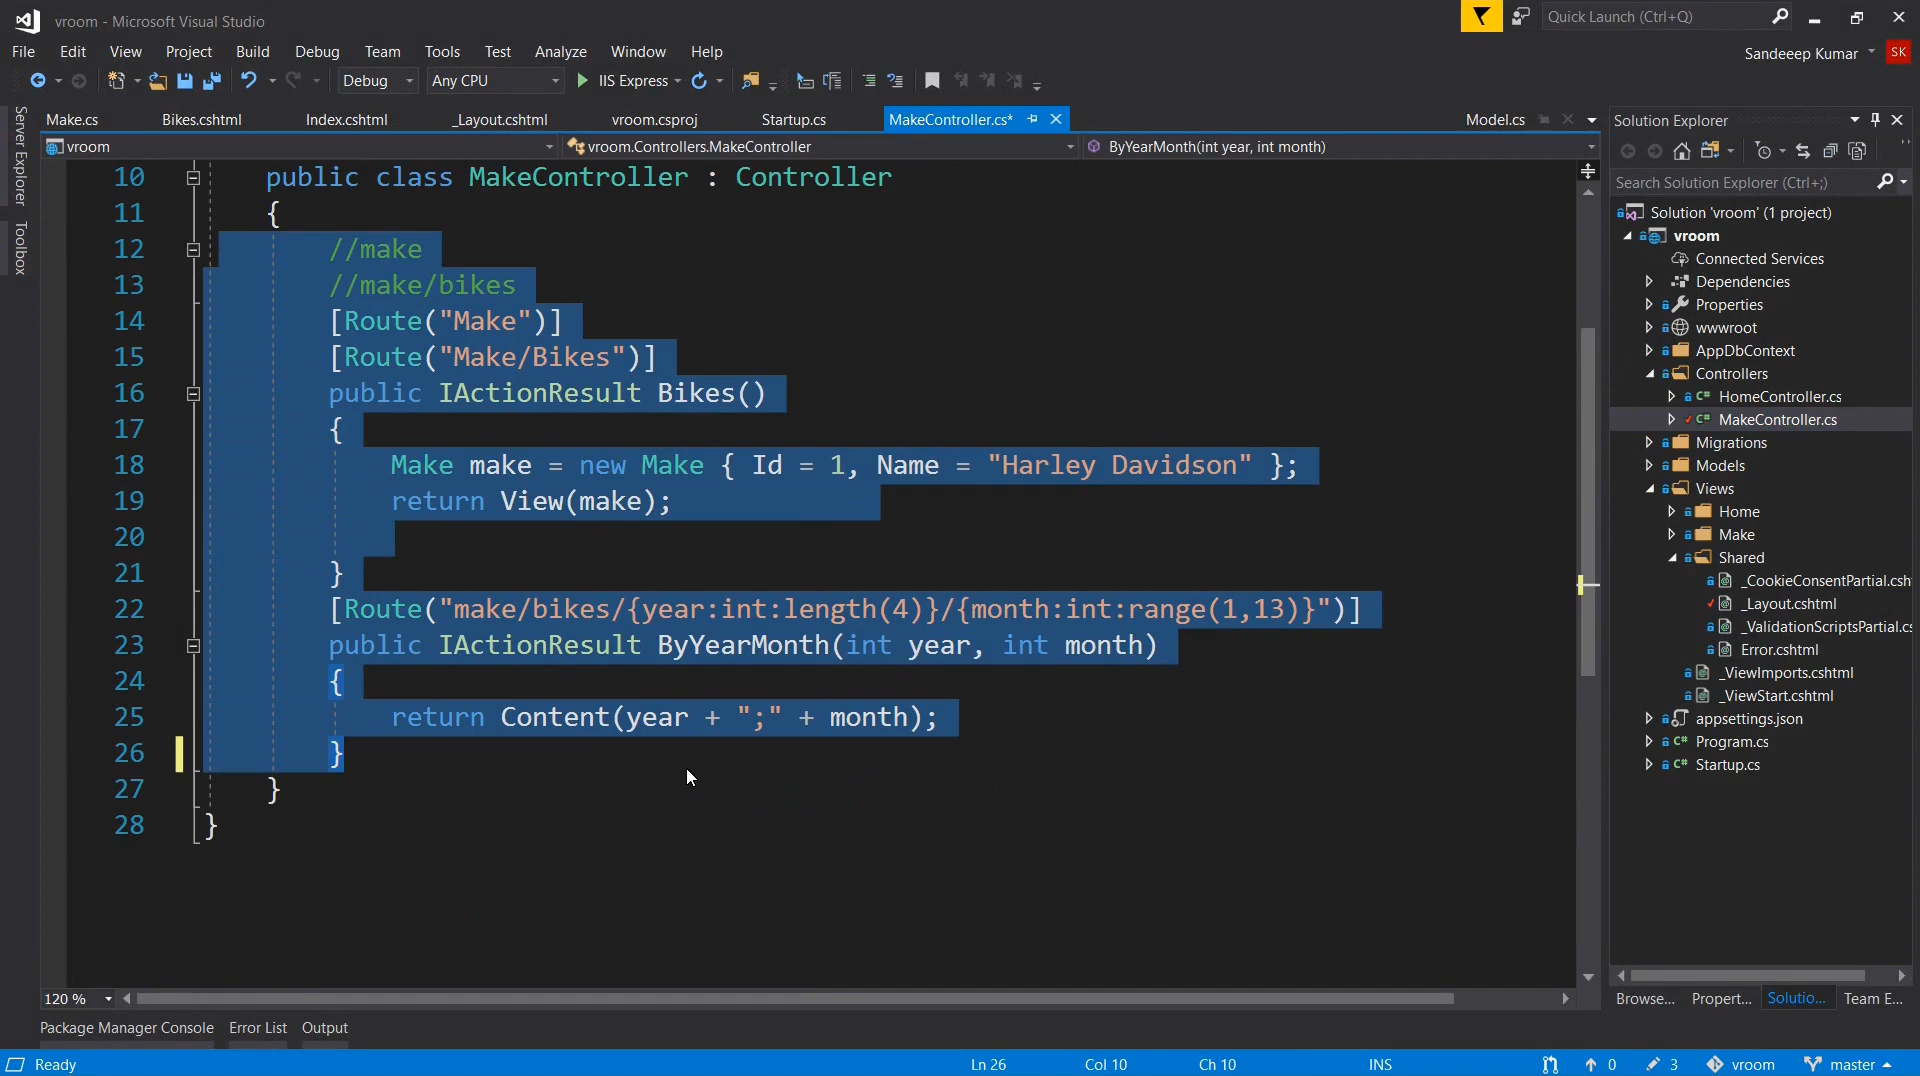 vroom - Microsoft Visual Studio
Quick Launch (Ctrl+Q)
File Edit View Project Build Debug Team Tools Test Analyze Window Help
Sandeeep Kumar SK
Debug Any CPU IIS Express
Server Explorer
Toolbox
Make.cs Bikes.cshtml Index.cshtml _Layout.cshtml vroom.csproj Startup.cs MakeController.cs* Model.cs
vroom vroom.Controllers.MakeController ByYearMonth(int year, int month)
10 public class MakeController : Controller
11 {
12 //make
13 //make/bikes
14 [Route("Make")]
15 [Route("Make/Bikes")]
16 public IActionResult Bikes()
17 {
18 Make make = new Make { Id = 1, Name = "Harley Davidson" };
19 return View(make);
20
21 }
22 [Route("make/bikes/{year:int:length(4)}/{month:int:range(1,13)}")]
23 public IActionResult ByYearMonth(int year, int month)
24 {
25 return Content(year + ";" + month);
26 }
27 }
28 }
120 %
Package Manager Console Error List Output
Solution Explorer
Search Solution Explorer (Ctrl+;)
Solution 'vroom' (1 project)
vroom
Connected Services
Dependencies
Properties
wwwroot
AppDbContext
Controllers
C# HomeController.cs
C# MakeController.cs
Migrations
Models
Views
Home
Make
Shared
_CookieConsentPartial.csh
_Layout.cshtml
_ValidationScriptsPartial.cs
Error.cshtml
_ViewImports.cshtml
_ViewStart.cshtml
appsettings.json
C# Program.cs
C# Startup.cs
Browse... Propert... Solutio... Team E...
Ready Ln 26 Col 10 Ch 10 INS 0 3 vroom master